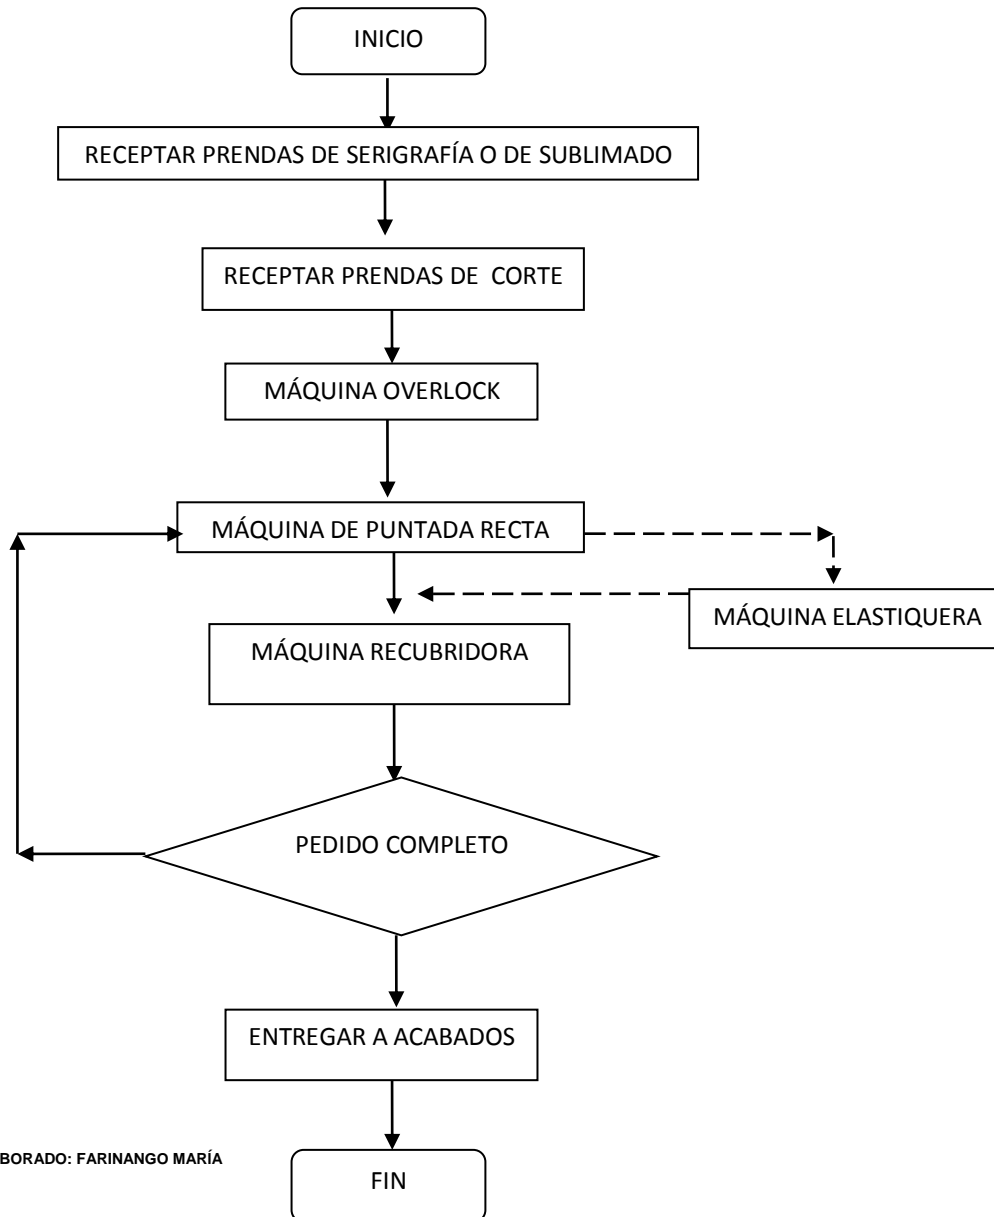 INICIO
RECEPTAR PRENDAS DE SERIGRAFÍA O DE SUBLIMADO
RECEPTAR PRENDAS DE CORTE
MÁQUINA OVERLOCK
MÁQUINA DE PUNTADA RECTA
MÁQUINA ELASTIQUERA
MÁQUINA RECUBRIDORA
PEDIDO COMPLETO
ENTREGAR A ACABADOS
BORADO: FARINANGO MARÍA
FIN